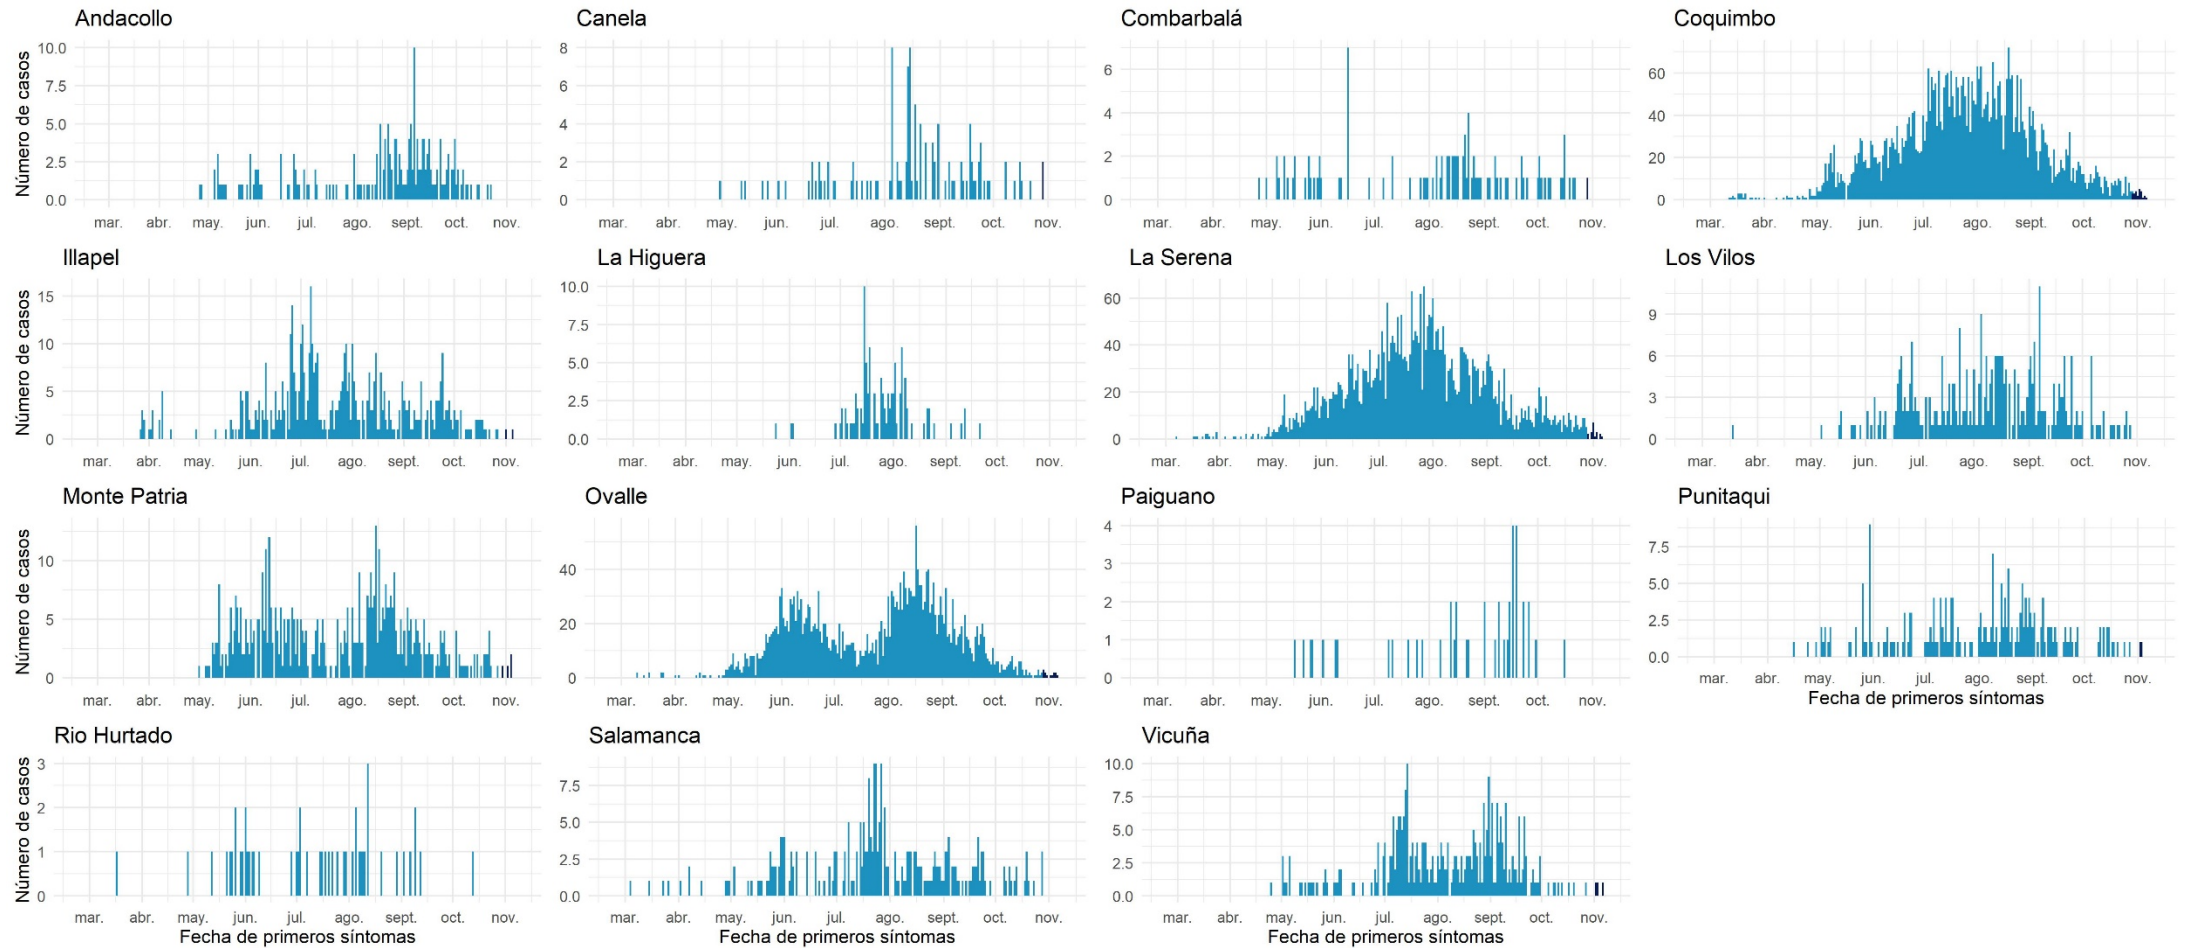 Andacollo
Canela
Combarbalá
Coquimbo
Número de casos
10.0
7.5
5.0
2.5
0.0
mar. abr. may. jun. jul. ago. sept. oct. nov.
8
6
4
2
0
mar. abr. may. jun. jul. ago. sept. oct. nov.
6
4
2
0
mar. abr. may. jun. jul. ago. sept. oct. nov.
60
40
20
0
mar. abr. may. jun. jul. ago. sept. oct. nov.
Illapel
La Higuera
La Serena
Los Vilos
Número de casos
15
10
5
0
mar. abr. may. jun. jul. ago. sept. oct. nov.
10.0
7.5
5.0
2.5
0.0
mar. abr. may. jun. jul. ago. sept. oct. nov.
60
40
20
0
mar. abr. may. jun. jul. ago. sept. oct. nov.
9
6
3
0
mar. abr. may. jun. jul. ago. sept. oct. nov.
Monte Patria
Ovalle
Paiguano
Punitaqui
Número de casos
10
5
0
mar. abr. may. jun. jul. ago. sept. oct. nov.
40
20
0
mar. abr. may. jun. jul. ago. sept. oct. nov.
4
3
2
1
0
mar. abr. may. jun. jul. ago. sept. oct. nov.
7.5
5.0
2.5
0.0
mar. abr. may. jun. jul. ago. sept. oct. nov.
Fecha de primeros síntomas
Rio Hurtado
Salamanca
Vicuña
Número de casos
3
2
1
0
mar. abr. may. jun. jul. ago. sept. oct. nov.
Fecha de primeros síntomas
7.5
5.0
2.5
0.0
mar. abr. may. jun. jul. ago. sept. oct. nov.
Fecha de primeros síntomas
10.0
7.5
5.0
2.5
0.0
mar. abr. may. jun. jul. ago. sept. oct. nov.
Fecha de primeros síntomas